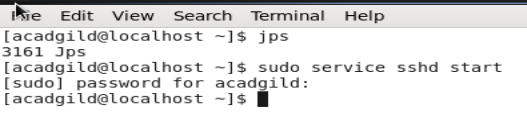 File Edit View Search Terminal Help
[acadgild@localhost ~]$ jps
3161 Jps
[acadgild@localhost ~]$ sudo service sshd start
[sudo] password for acadgild:
[acadgild@localhost ~]$